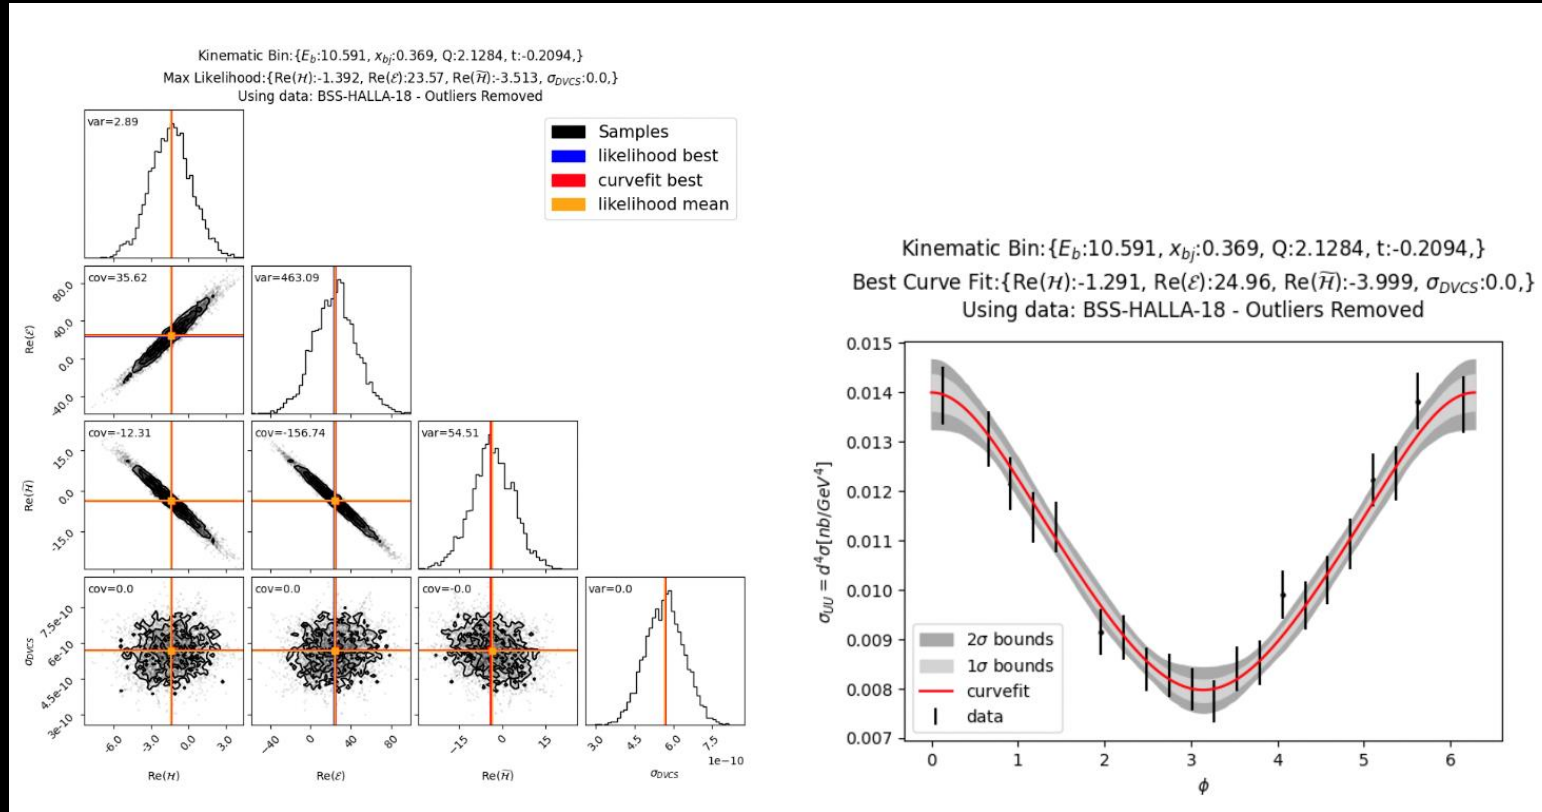 Kinematic Bin:{E_b:10.591, x_bj:0.369, Q:2.1284, t:-0.2094,}
Max Likelihood:{Re(ℋ):-1.392, Re(ℰ):23.57, Re(ℋ̃):-3.513, σ_DVCS:0.0,}
Using data: BSS-HALLA-18 - Outliers Removed
var=2.89
Samples
likelihood best
curvefit best
likelihood mean
cov=35.62
var=463.09
80.0
40.0
0.0
-40.0
Re(ℰ)
cov=-12.31
cov=-156.74
var=54.51
15.0
0.0
-15.0
Re(ℋ̃)
cov=0.0
cov=0.0
cov=-0.0
var=0.0
7.5e-10
6e-10
4.5e-10
3e-10
σ_DVCS
-6.0 -3.0 0.0 3.0
−40 0 40 80
−15 0 15
3.0 4.5 6.0 7.5
1e−10
Re(ℋ)
Re(ℰ)
Re(ℋ̃)
σ_DVCS
Kinematic Bin:{E_b:10.591, x_bj:0.369, Q:2.1284, t:-0.2094,}
Best Curve Fit:{Re(ℋ):-1.291, Re(ℰ):24.96, Re(ℋ̃):-3.999, σ_DVCS:0.0,}
Using data: BSS-HALLA-18 - Outliers Removed
0.015
0.014
0.013
0.012
0.011
0.010
0.009
0.008
0.007
σ_UU = d⁴σ[nb/GeV⁴]
2σ bounds
1σ bounds
curvefit
data
0 1 2 3 4 5 6
ϕ